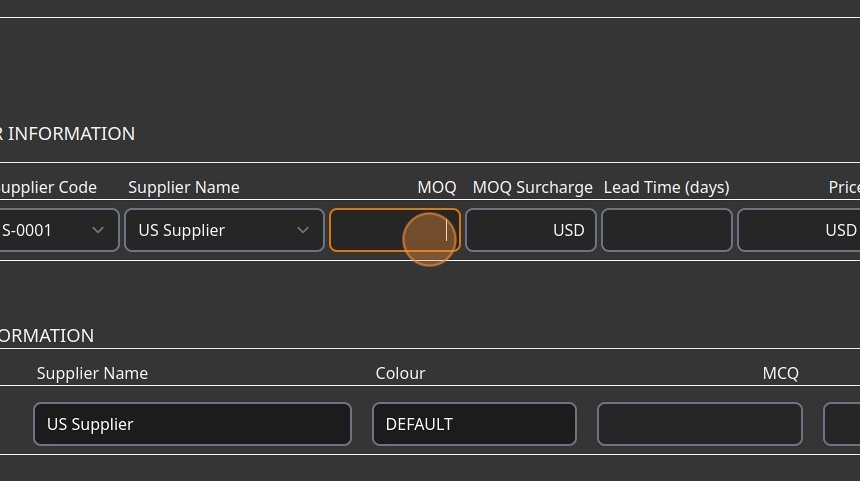 R INFORMATION
upplier Code Supplier Name MOQ MOQ Surcharge Lead Time (days) Price
S-0001 US Supplier USD USD
ORMATION
Supplier Name Colour MCQ
US Supplier DEFAULT